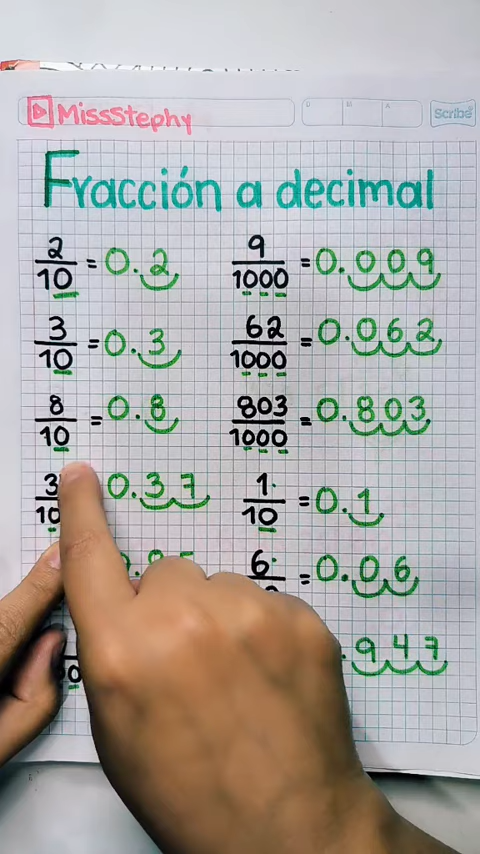 MissStephy
Scribe
Fracción a decimal
2/10 = 0.2
3/10 = 0.3
8/10 = 0.8
0.37
9/1000 = 0.009
62/1000 = 0.062
803/1000 = 0.803
1/10 = 0.1
= 0.06
.947